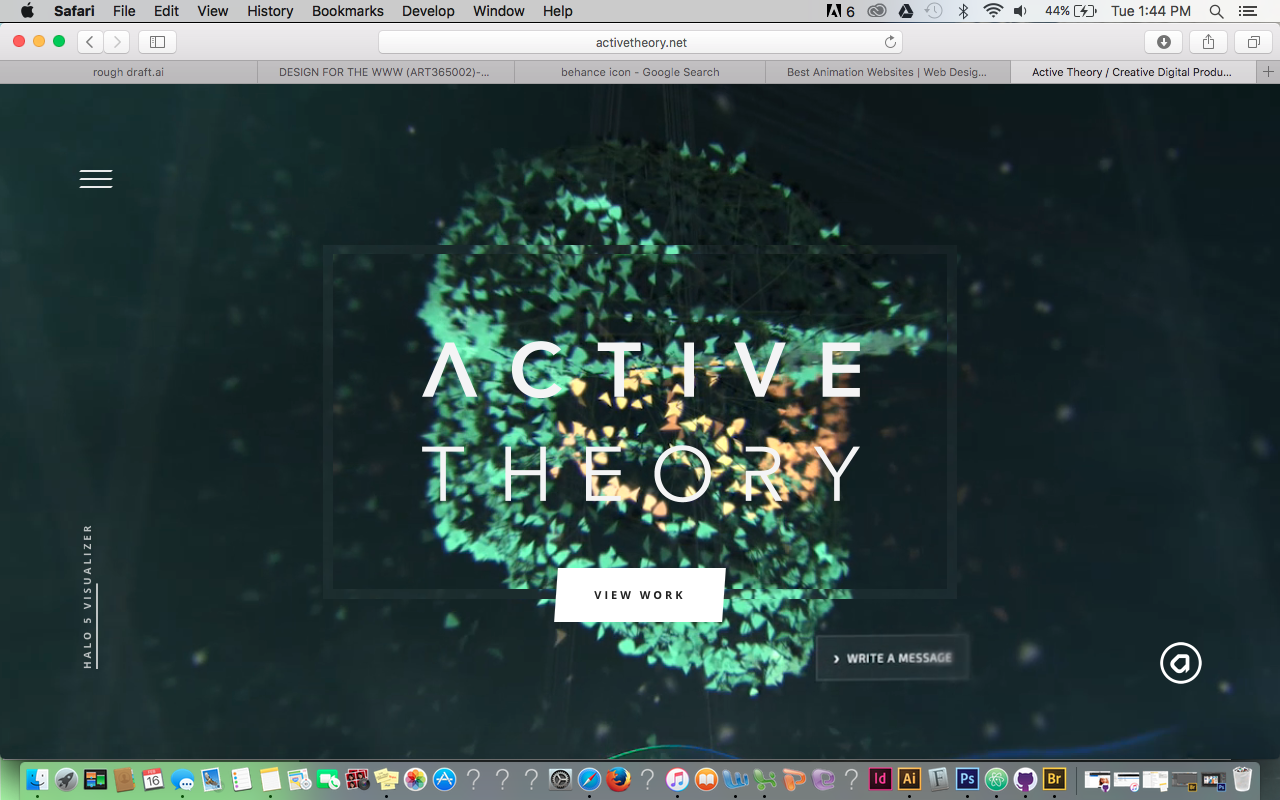 Safari File Edit View History Bookmarks Develop Window Help 6 44% Tue 1:44 PM
activetheory.net
rough draft.ai DESIGN FOR THE WWW (ART365002)-... behance icon - Google Search Best Animation Websites | Web Desig... Active Theory / Creative Digital Produ...
ACTIVE
THEORY
HALO 5 VISUALIZER
VIEW WORK
WRITE A MESSAGE
16
Id Ai Ps Br